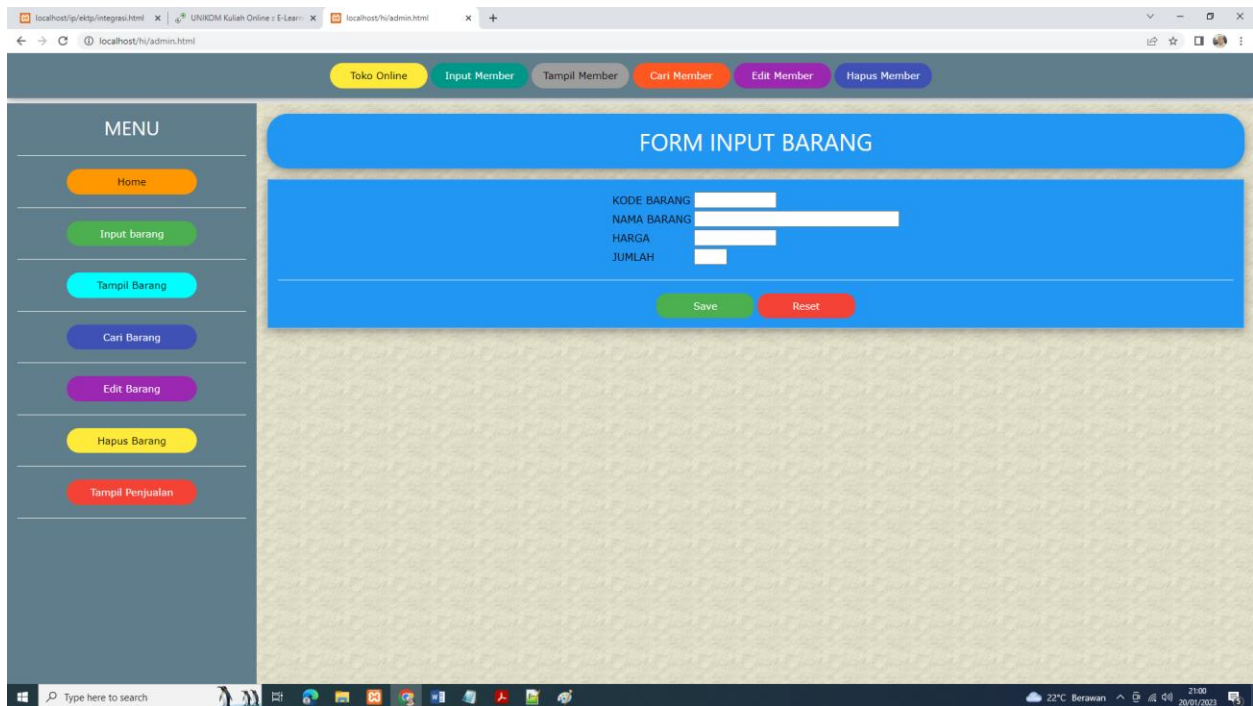 localhost/ip/ektp/integrasi.html
UNIKOM Kuliah Online : E-Learn
localhost/hi/admin.html
localhost/hi/admin.html
Toko Online Input Member Tampil Member Cari Member Edit Member Hapus Member
MENU
Home
Input barang
Tampil Barang
Cari Barang
Edit Barang
Hapus Barang
Tampil Penjualan
FORM INPUT BARANG
KODE BARANG
NAMA BARANG
HARGA
JUMLAH
Save Reset
Type here to search
22°C Berawan
21:00
20/01/2023